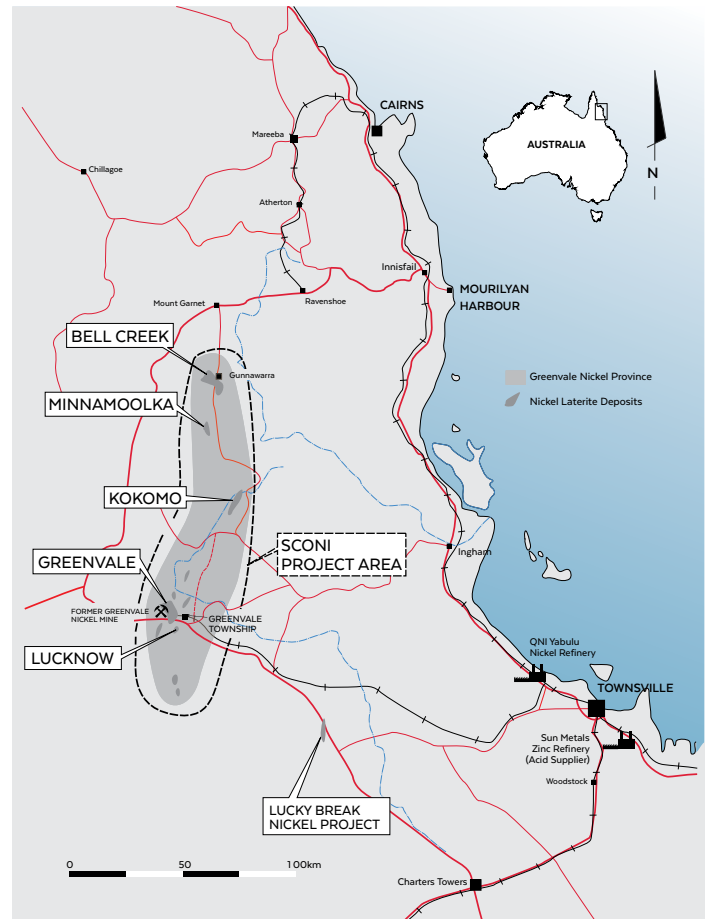 CAIRNS
Mareeba
AUSTRALIA
N
Chillagoe
Atherton
Innisfail
MOURILYAN
HARBOUR
Ravenshoe
Mount Garnet
BELL CREEK
Gunnawarra
Greenvale Nickel Province
Nickel Laterite Deposits
MINNAMOOLKA
KOKOMO
SCONI
PROJECT AREA
Ingham
GREENVALE
FORMER GREENVALE
NICKEL MINE
GREENVALE
TOWNSHIP
LUCKNOW
QNI Yabulu
Nickel Refinery
TOWNSVILLE
Sun Metals
Zinc Refinery
(Acid Supplier)
Woodstock
LUCKY BREAK
NICKEL PROJECT
0 50 100km
Charters Towers